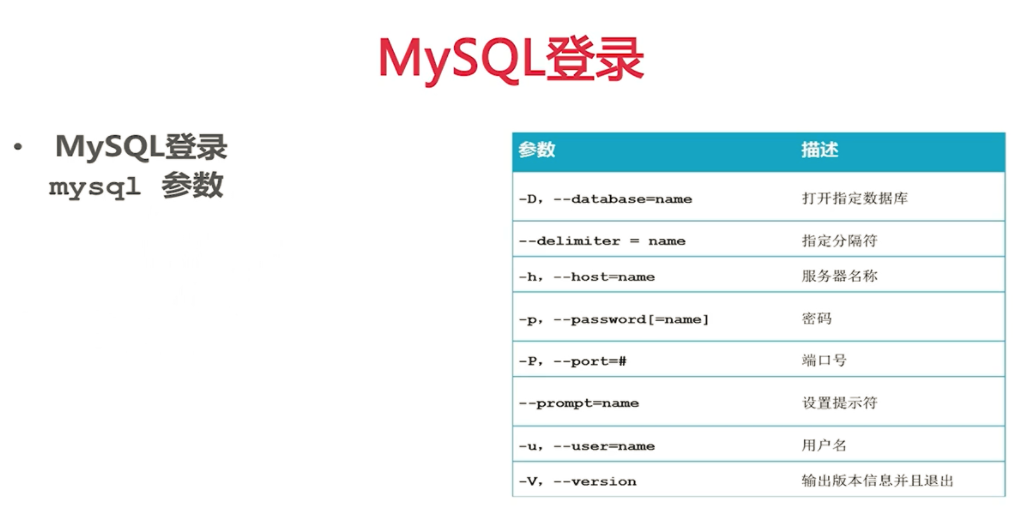 MySQL登录
• MySQL登录
mysql 参数
参数 描述
-D，--database=name 打开指定数据库
--delimiter = name 指定分隔符
-h，--host=name 服务器名称
-p，--password[=name] 密码
-P，--port=# 端口号
--prompt=name 设置提示符
-u，--user=name 用户名
-V，--version 输出版本信息并且退出